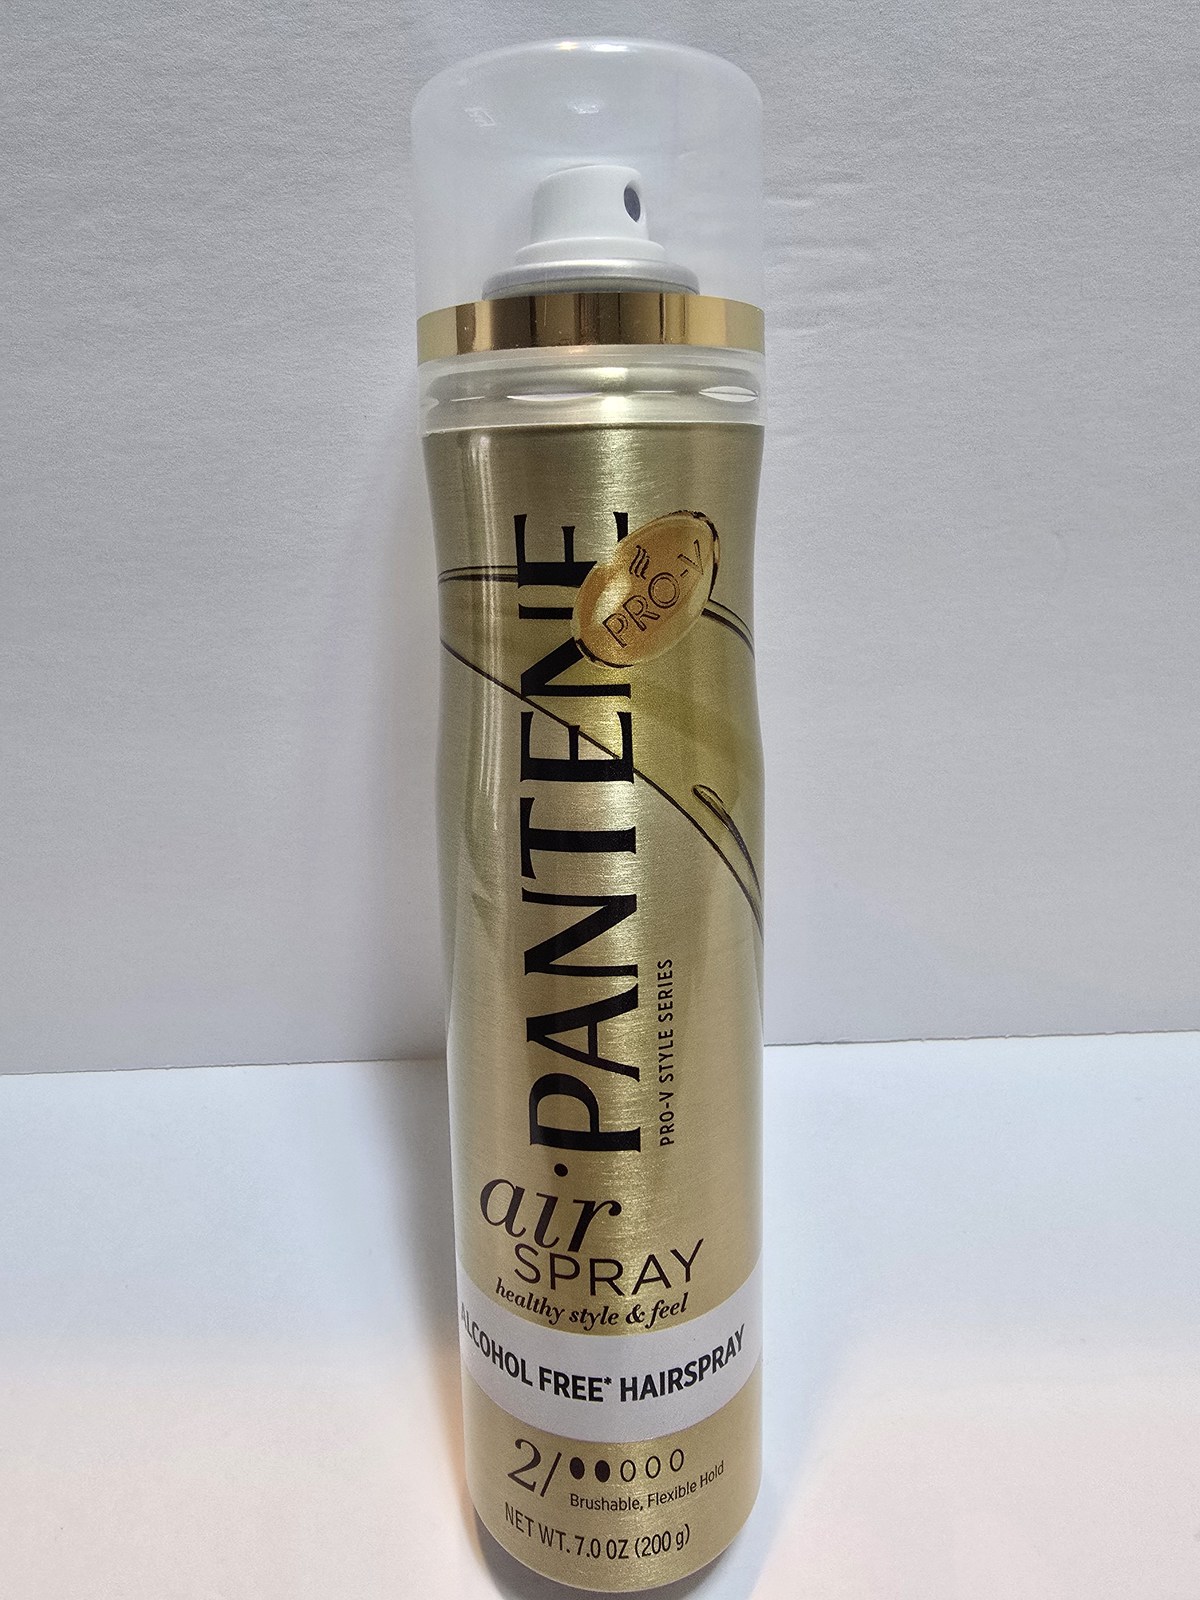 PRO-V
PANTENE
PRO-V STYLE SERIES
air
SPRAY
healthy style & feel
ALCOHOL FREE* HAIRSPRAY
2/
Brushable, Flexible Hold
NET WT. 7.0 OZ (200 g)